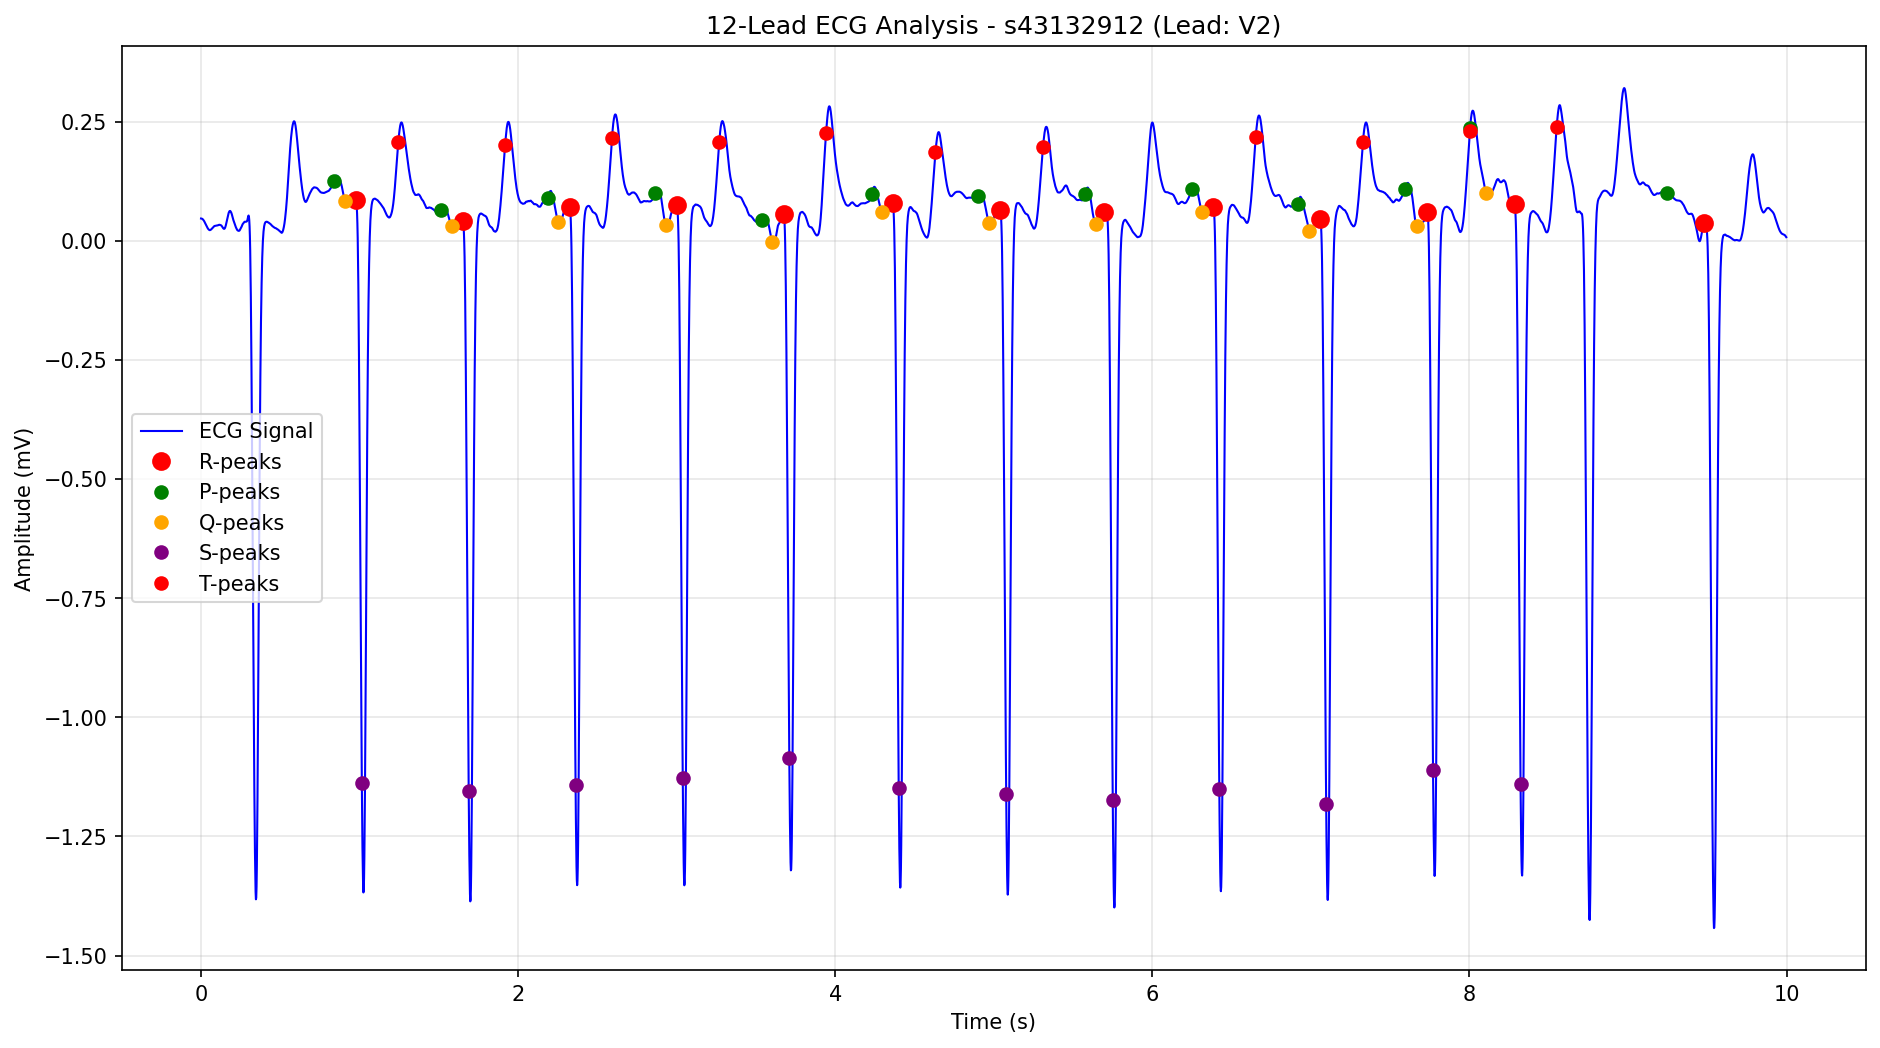 12-Lead ECG Analysis - s43132912 (Lead: V2)
Amplitude (mV)
0.25
0.00
−0.25
−0.50
−0.75
−1.00
−1.25
−1.50
ECG Signal
R-peaks
P-peaks
Q-peaks
S-peaks
T-peaks
0 2 4 6 8 10
Time (s)